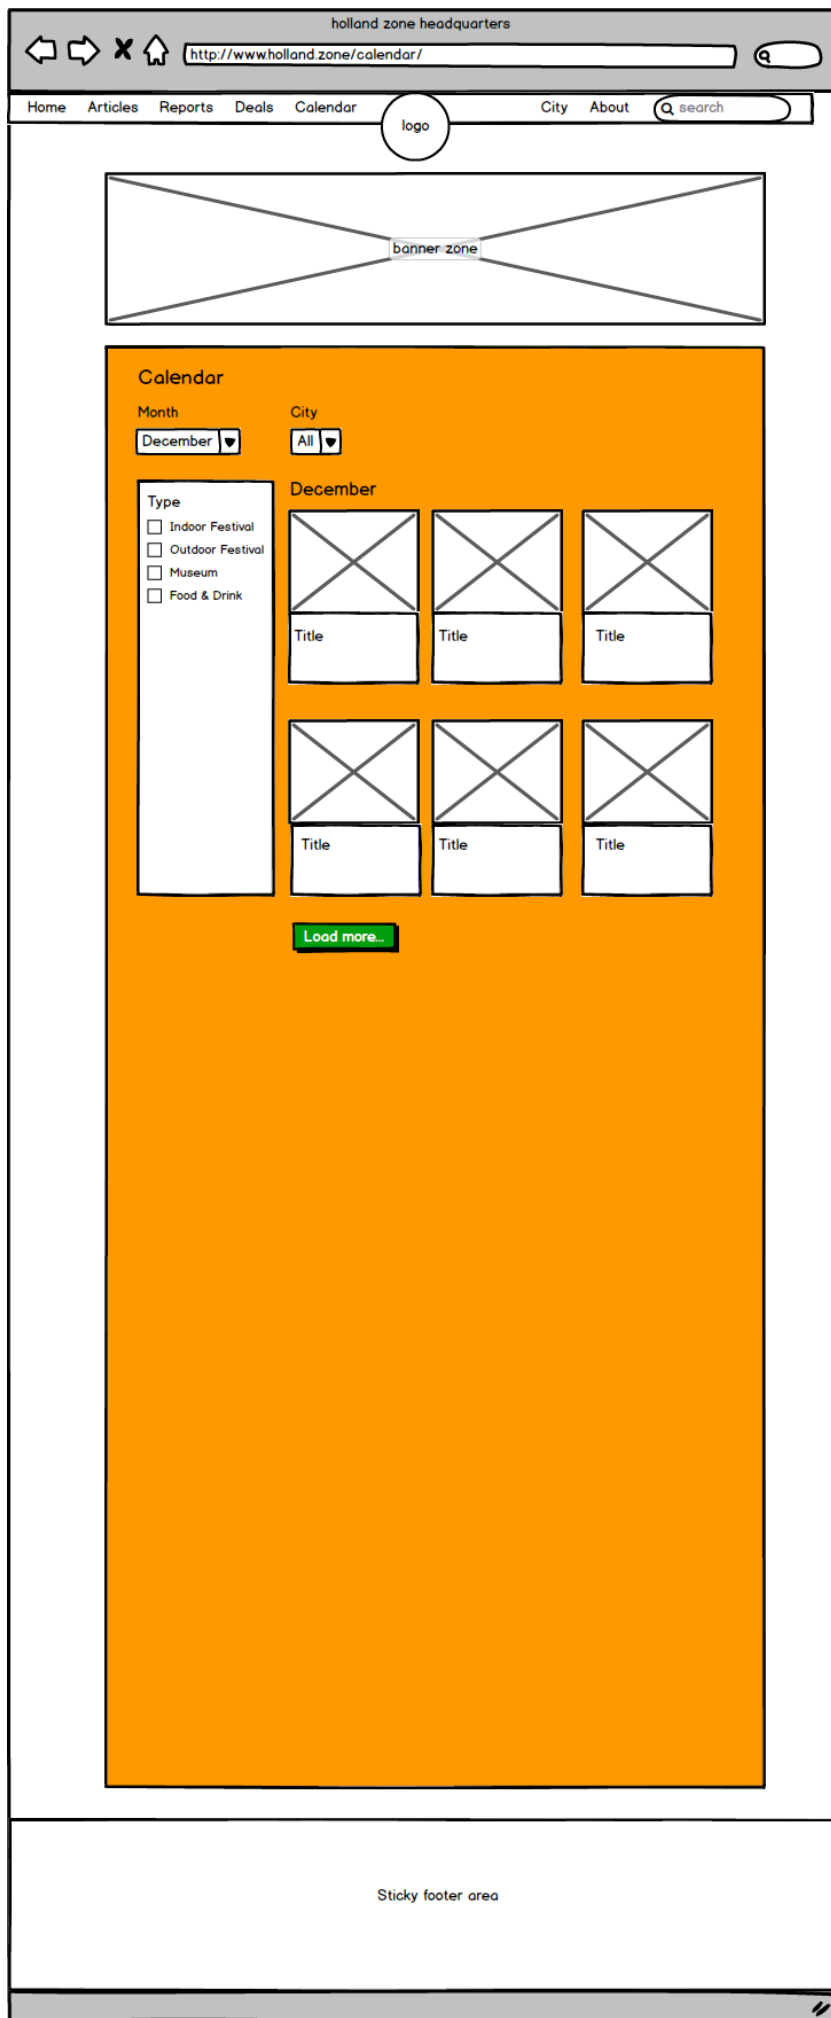 holland zone headquarters
http://www.holland.zone/calendar/
Home Articles Reports Deals Calendar logo City About search
banner zone
Calendar
Month City
December All
Type
Indoor Festival
Outdoor Festival
Museum
Food & Drink
December
Title Title Title
Title Title Title
Load more...
Sticky footer area